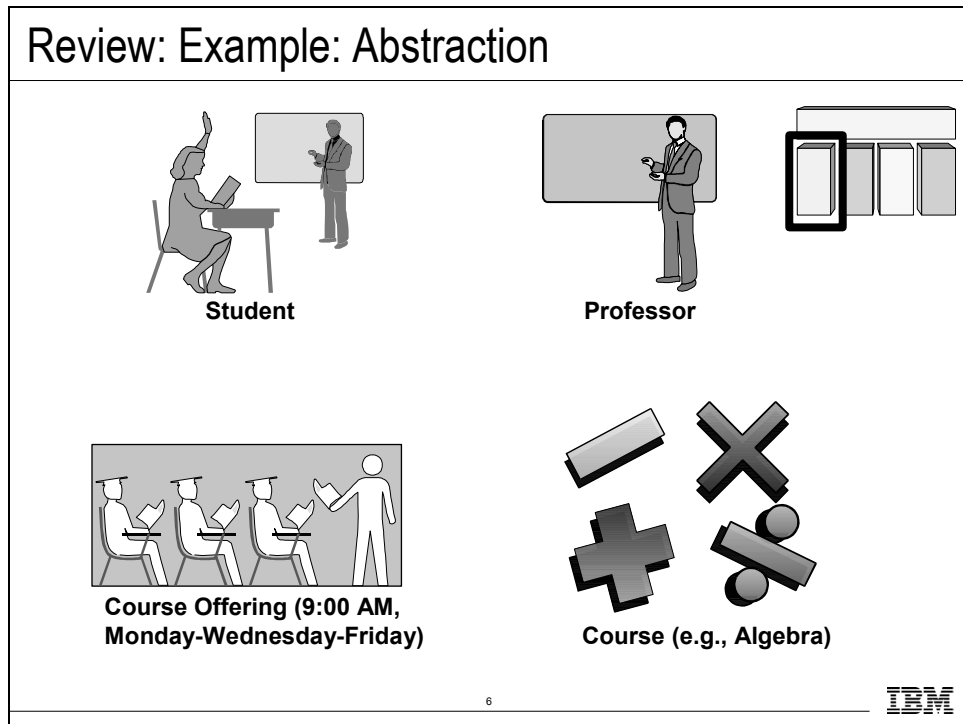 Review: Example: Abstraction
Student
Professor
Course Offering (9:00 AM,
Monday-Wednesday-Friday)
Course (e.g., Algebra)
6
IBM